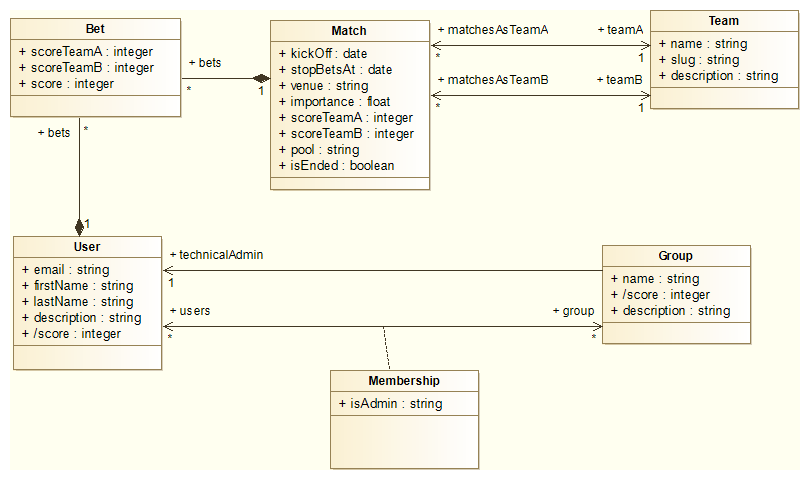 Bet
+ scoreTeamA : integer
+ scoreTeamB : integer
+ score : integer
+ bets
*
1
Match
+ kickOff : date
+ stopBetsAt : date
+ venue : string
+ importance : float
+ scoreTeamA : integer
+ scoreTeamB : integer
+ pool : string
+ isEnded : boolean
+ matchesAsTeamA
+ teamA
*
1
+ matchesAsTeamB
+ teamB
*
1
Team
+ name : string
+ slug : string
+ description : string
+ bets
*
1
User
+ email : string
+ firstName : string
+ lastName : string
+ description : string
+ /score : integer
+ technicalAdmin
1
+ users
+ group
*
*
Group
+ name : string
+ /score : integer
+ description : string
Membership
+ isAdmin : string